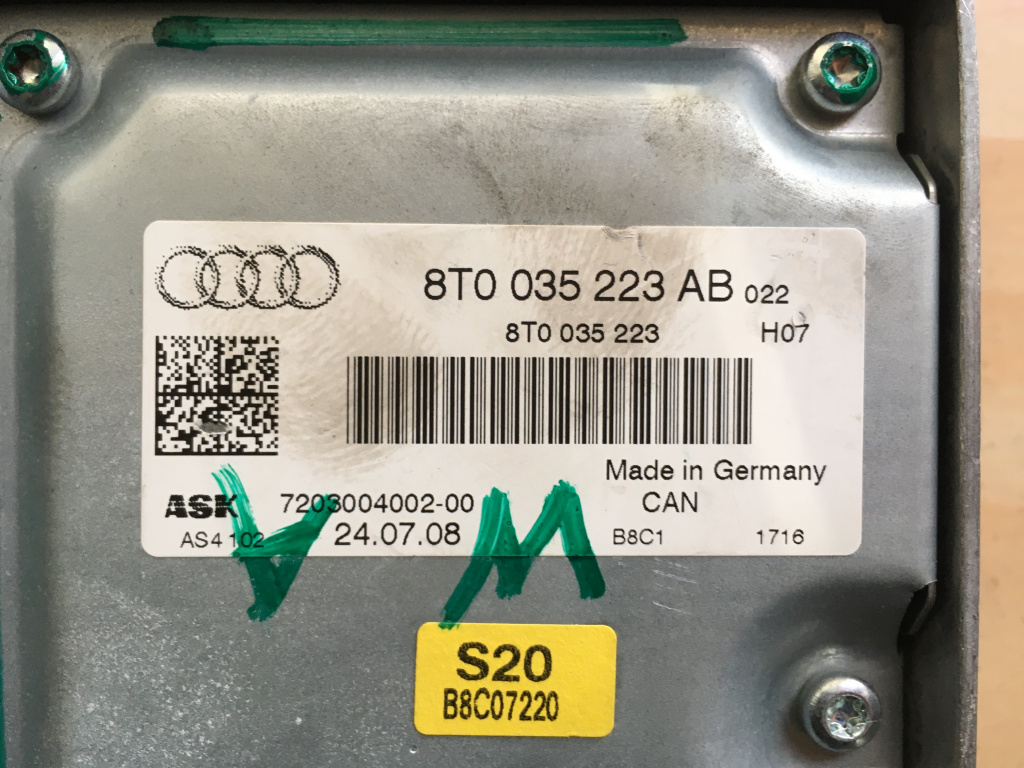 8T0 035 223 AB 022
8T0 035 223 H07
Made in Germany
ASK 7203004002-00 CAN
AS4 102 24.07.08 B8C1 1716
S20
B8C07220